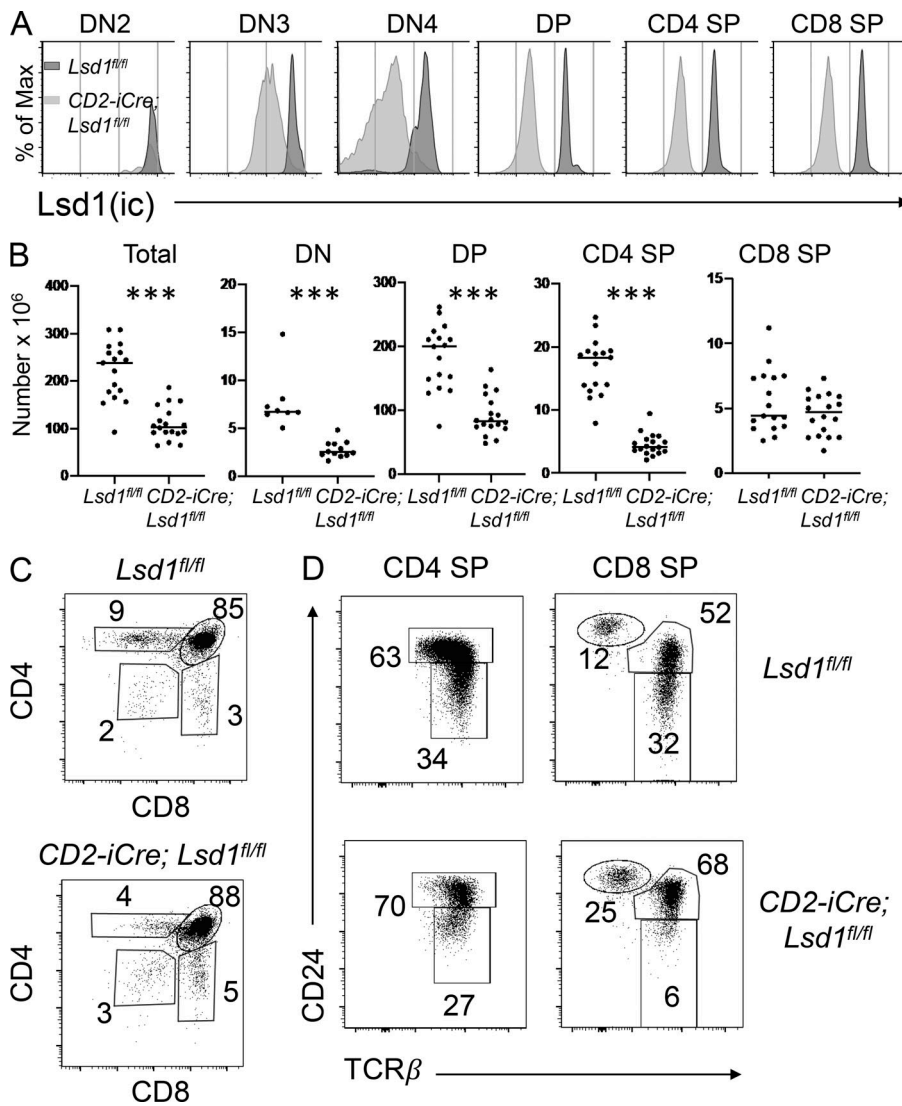 A
DN2 DN3 DN4 DP CD4 SP CD8 SP
% of Max
Lsd1fl/fl
CD2-iCre;
Lsd1fl/fl
Lsd1(ic)
B
Total DN DP CD4 SP CD8 SP
Number x 10⁶
*** *** *** ***
400 20 300 30 15
300 15 200 20 10
200 10 100 10 5
100 5
0 0 0 0 0
Lsd1fl/fl CD2-iCre; Lsd1fl/fl CD2-iCre; Lsd1fl/fl CD2-iCre; Lsd1fl/fl CD2-iCre; Lsd1fl/fl CD2-iCre;
Lsd1fl/fl Lsd1fl/fl Lsd1fl/fl Lsd1fl/fl Lsd1fl/fl
C
Lsd1fl/fl
9 85
2 3
CD4
CD8
CD2-iCre; Lsd1fl/fl
4 88
3 5
CD4
CD8
D
CD4 SP CD8 SP
63 12 52
34 32
Lsd1fl/fl
70 25 68
27 6
CD2-iCre;
Lsd1fl/fl
CD24
TCRβ